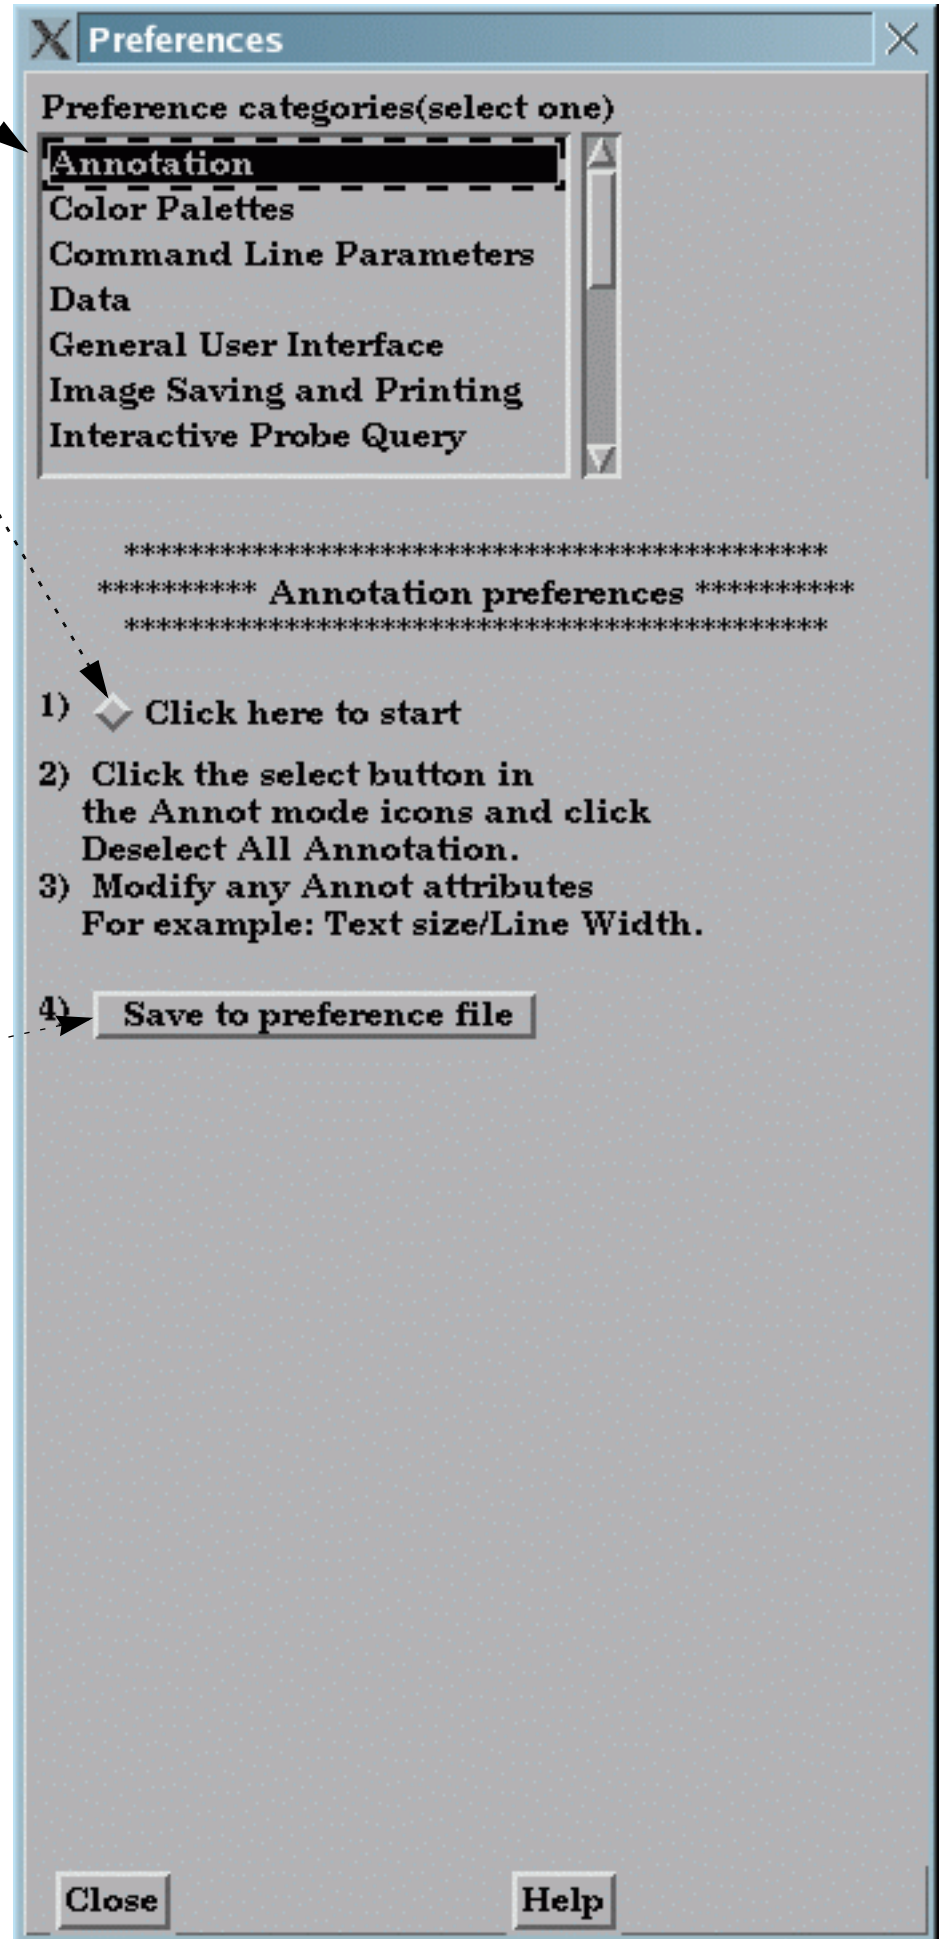 Preferences
Preference categories(select one)
Annotation
Color Palettes
Command Line Parameters
Data
General User Interface
Image Saving and Printing
Interactive Probe Query
********************************************
********** Annotation preferences **********
********************************************
1) Click here to start
2) Click the select button in
the Annot mode icons and click
Deselect All Annotation.
3) Modify any Annot attributes
For example: Text size/Line Width.
4) Save to preference file
Close Help